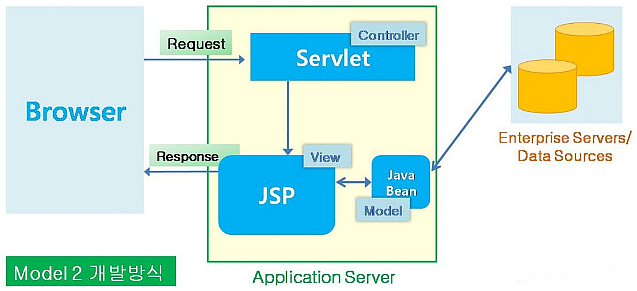 Request
Controller
Servlet
Browser
Enterprise Servers/
Data Sources
Response
View
JSP
Java
Bean
Model
Model 2 개발방식
Application Server